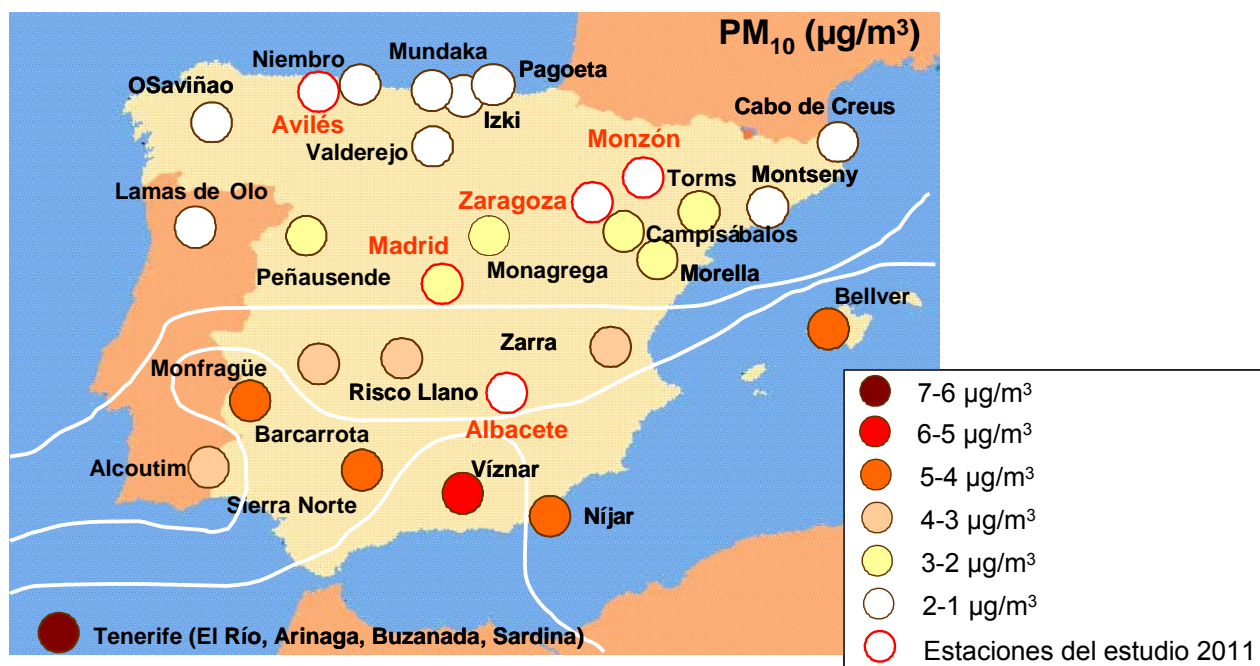 PM10 (µg/m³)
Niembro
Mundaka
Pagoeta
OSaviñao
Cabo de Creus
Avilés
Izki
Valderejo
Monzón
Torms
Montseny
Lamas de Olo
Zaragoza
Madrid
Campisábalos
Peñausende
Monagrega
Morella
Bellver
Zarra
Monfragüe
Risco Llano
Barcarrota
Albacete
Alcoutim
Víznar
Sierra Norte
Níjar
Tenerife (El Río, Arinaga, Buzanada, Sardina)
7-6 µg/m³
6-5 µg/m³
5-4 µg/m³
4-3 µg/m³
3-2 µg/m³
2-1 µg/m³
Estaciones del estudio 2011